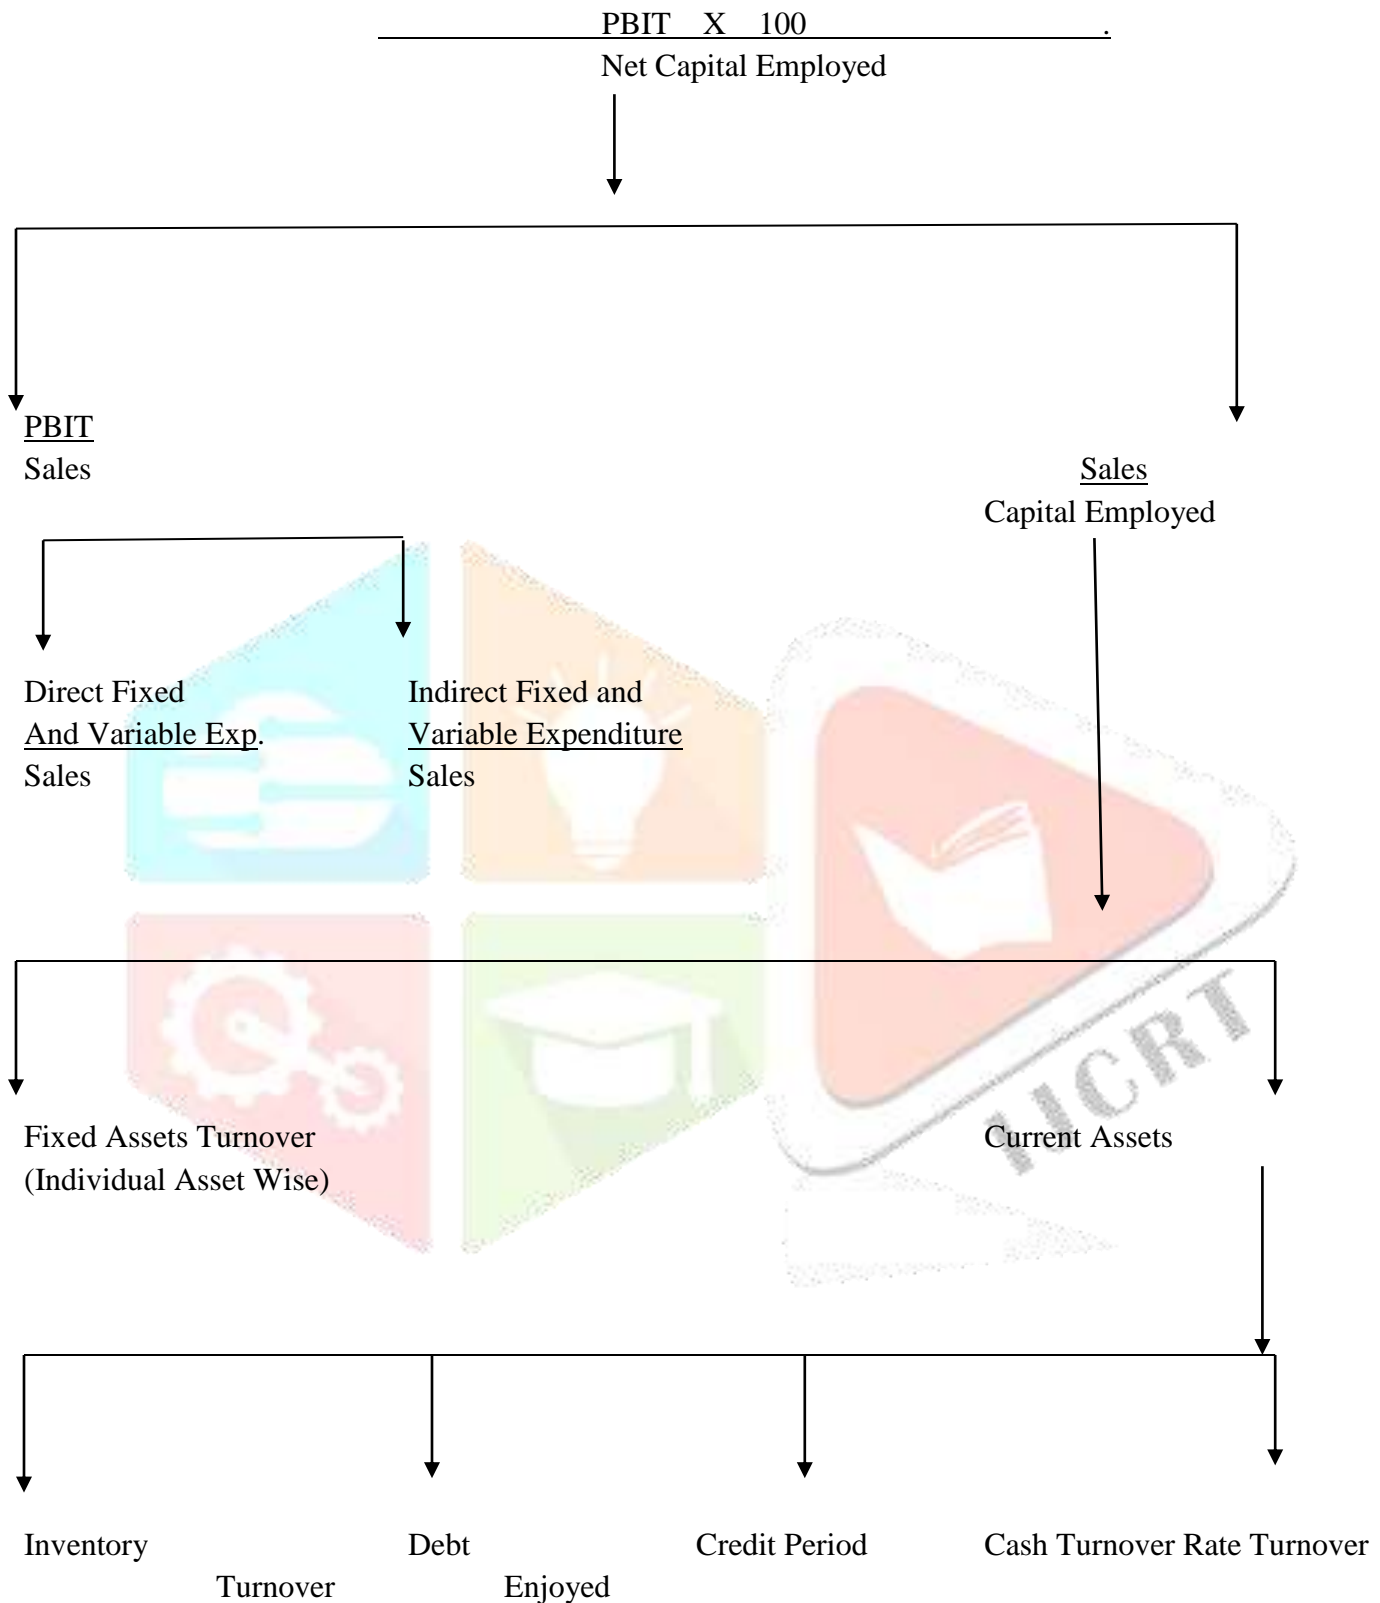 PBIT X 100 .
Net Capital Employed
PBIT
Sales
Sales
Capital Employed
Direct Fixed
And Variable Exp.
Sales
Indirect Fixed and
Variable Expenditure
Sales
IJCRT
Fixed Assets Turnover
(Individual Asset Wise)
Current Assets
Inventory Debt Credit Period Cash Turnover Rate Turnover
Turnover Enjoyed